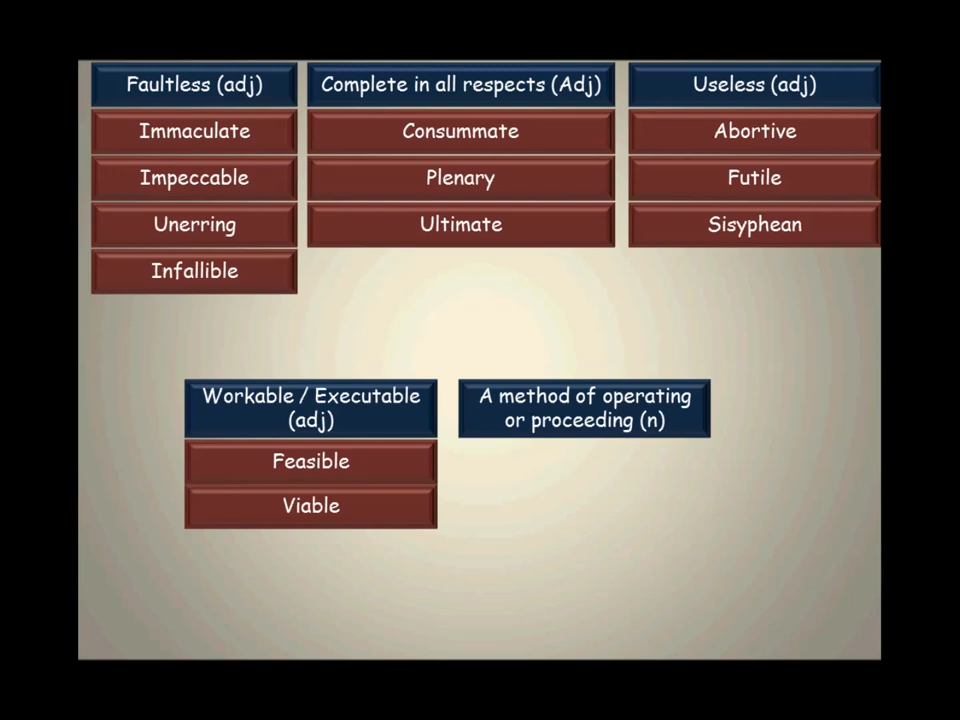 Faultless (adj)
Immaculate
Impeccable
Unerring
Infallible
Complete in all respects (Adj)
Consummate
Plenary
Ultimate
Useless (adj)
Abortive
Futile
Sisyphean
Workable / Executable
(adj)
Feasible
Viable
A method of operating
or proceeding (n)